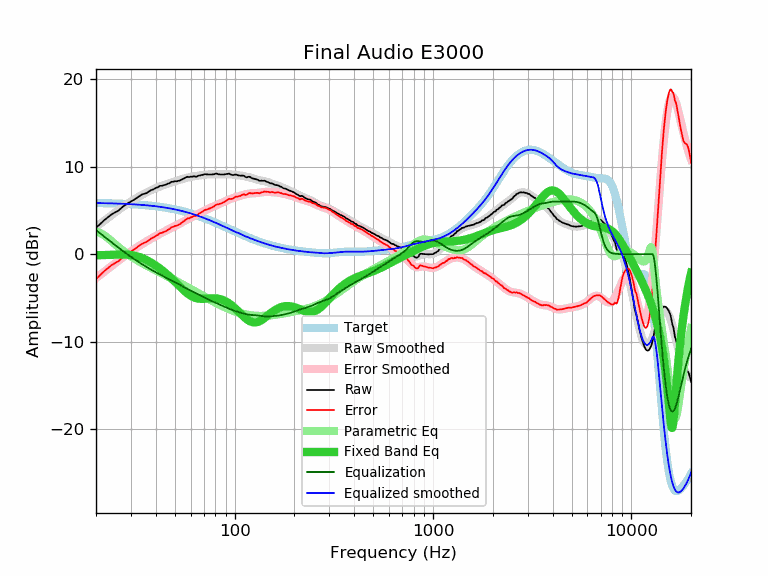 Final Audio E3000
Amplitude (dBr)
20
10
0
−10
−20
Target
Raw Smoothed
Error Smoothed
Raw
Error
Parametric Eq
Fixed Band Eq
Equalization
Equalized smoothed
100
1000
10000
Frequency (Hz)